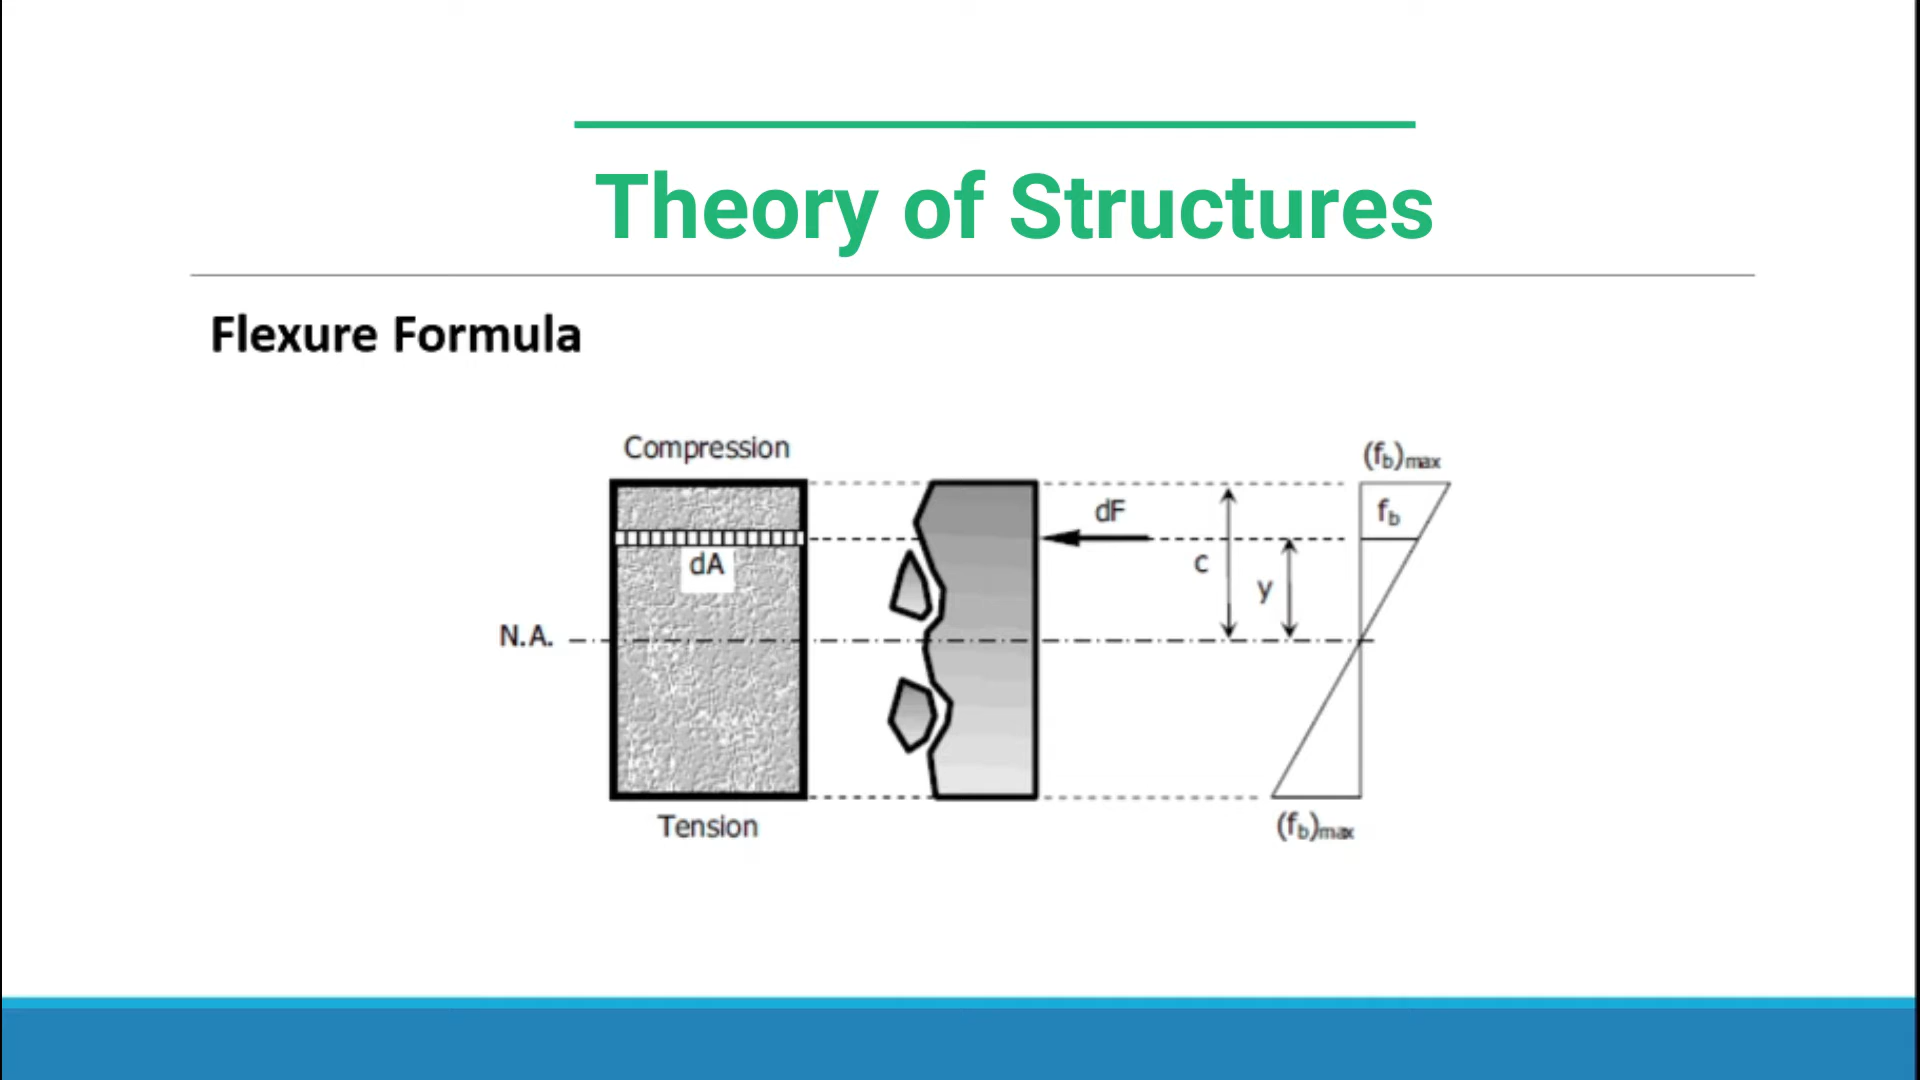 Theory of Structures
Flexure Formula
Compression
(fb)max
dF
fb
dA
c
y
N.A.
Tension
(fb)max